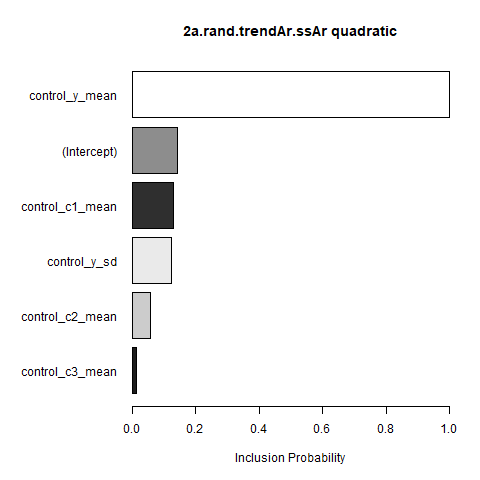 2a.rand.trendAr.ssAr quadratic
control_y_mean
(Intercept)
control_c1_mean
control_y_sd
control_c2_mean
control_c3_mean
0.0 0.2 0.4 0.6 0.8 1.0
Inclusion Probability